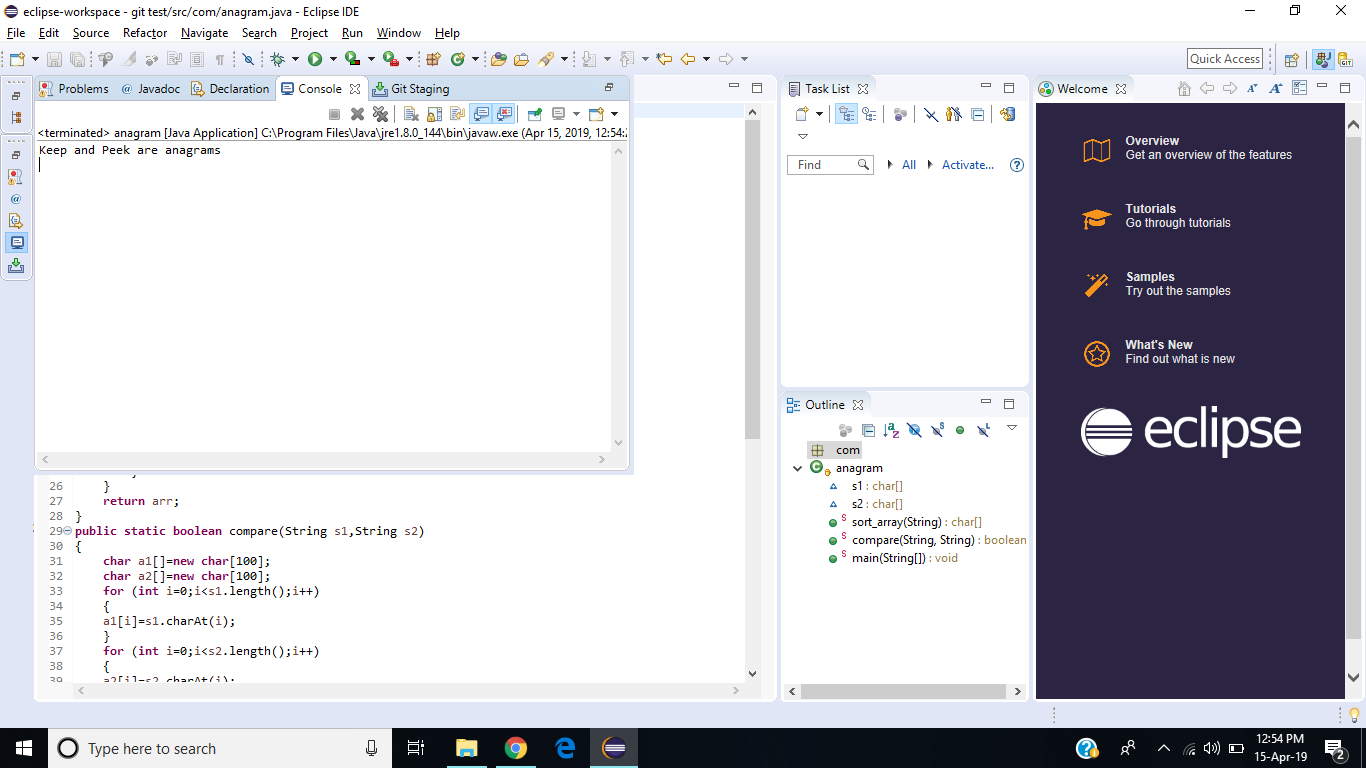 eclipse-workspace - git test/src/com/anagram.java - Eclipse IDE
File Edit Source Refactor Navigate Search Project Run Window Help
Quick Access
Problems @ Javadoc Declaration Console Git Staging
<terminated> anagram [Java Application] C:\Program Files\Java\jre1.8.0_144\bin\javaw.exe (Apr 15, 2019, 12:54:2
Keep and Peek are anagrams
26 }
27 return arr;
28 }
29 public static boolean compare(String s1,String s2)
30 {
31 char a1[]=new char[100];
32 char a2[]=new char[100];
33 for (int i=0;i<s1.length();i++)
34 {
35 a1[i]=s1.charAt(i);
36 }
37 for (int i=0;i<s2.length();i++)
38 {
39 a2[i]=s2.charAt(i);
Task List
Find All Activate...
Outline
com
anagram
s1 : char[]
s2 : char[]
sort_array(String) : char[]
compare(String, String) : boolean
main(String[]) : void
Welcome
Overview
Get an overview of the features
Tutorials
Go through tutorials
Samples
Try out the samples
What's New
Find out what is new
eclipse
Type here to search
12:54 PM
15-Apr-19
2